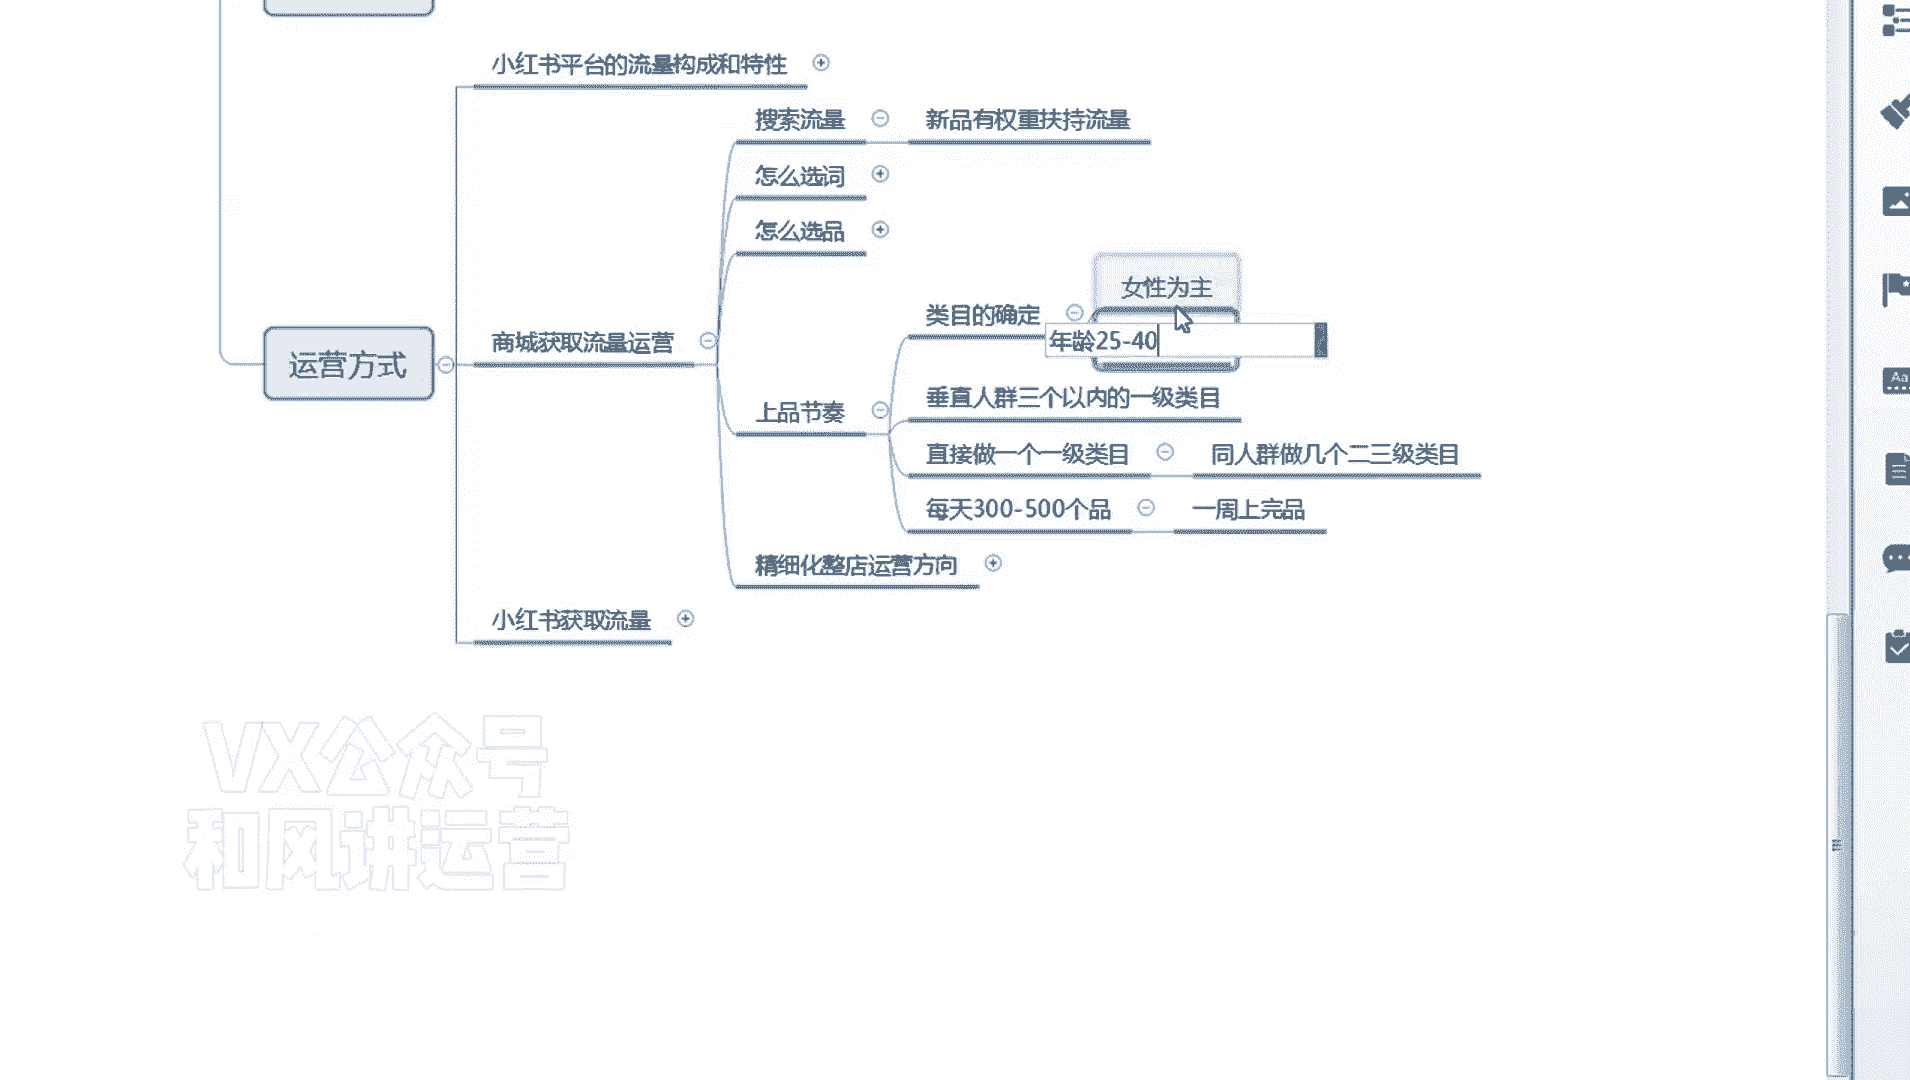 小红书平台的流量构成和特性
搜索流量
新品有权重扶持流量
怎么选词
怎么选品
女性为主
类目的确定
年龄25-40
商城获取流量运营
运营方式
垂直人群三个以内的一级类目
上品节奏
直接做一个一级类目
同人群做几个二三级类目
每天300-500个品
一周上完品
精细化整店运营方向
小红书获取流量
VX公众号
和风讲运营
Aa